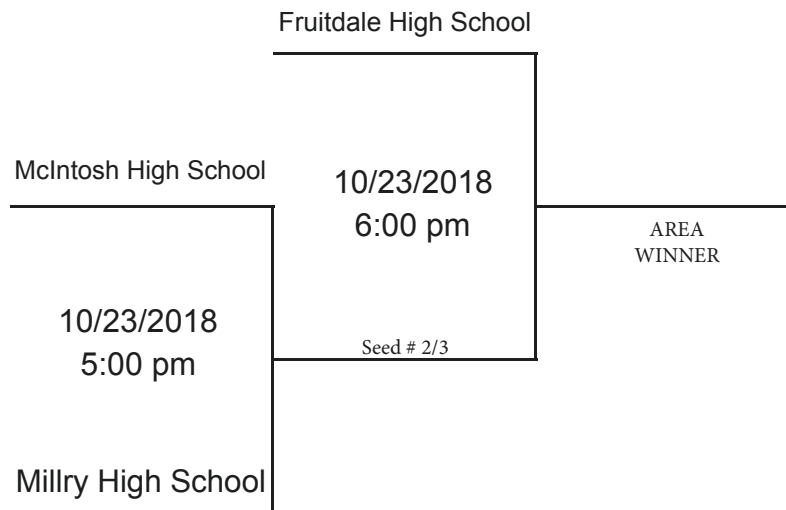 Fruitdale High School
McIntosh High School
10/23/2018
6:00 pm
AREA
WINNER
10/23/2018
5:00 pm
Seed # 2/3
Millry High School